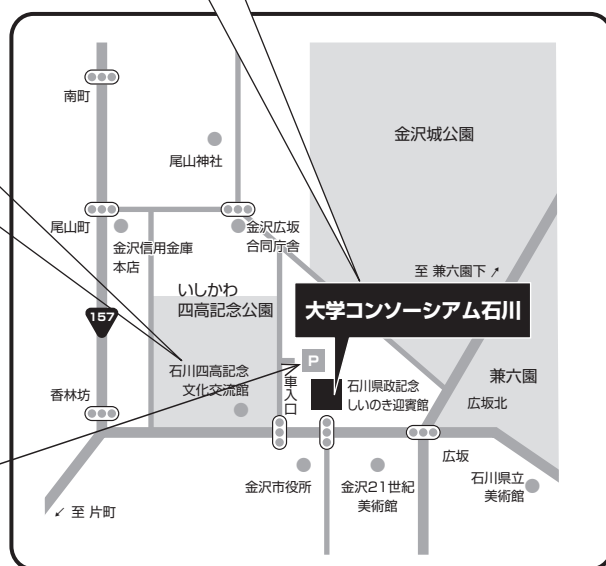 南町
金沢城公園
尾山神社
尾山町
金沢信用金庫
本店
金沢広坂
合同庁舎
至 兼六園下
いしかわ
四高記念公園
大学コンソーシアム石川
157
P
石川四高記念
文化交流館
車入口
石川県政記念
しいのき迎賓館
兼六園
広坂北
香林坊
広坂
金沢市役所
金沢21世紀
美術館
石川県立
美術館
至 片町